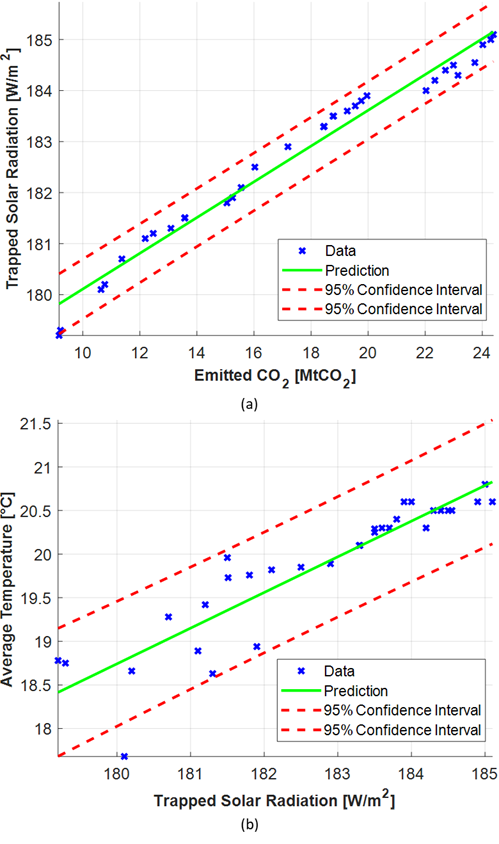 Trapped Solar Radiation [W/m²]
185
184
183
182
181
180
Data
Prediction
95% Confidence Interval
95% Confidence Interval
10 12 14 16 18 20 22 24
Emitted CO₂ [MtCO₂]
(a)
Average Temperature [ºC]
21.5
21
20.5
20
19.5
19
18.5
18
Data
Prediction
95% Confidence Interval
95% Confidence Interval
180 181 182 183 184 185
Trapped Solar Radiation [W/m²]
(b)